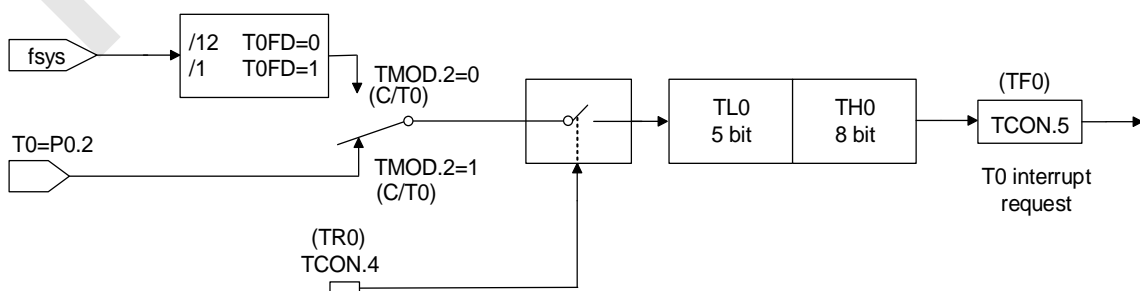 fsys
/12 T0FD=0
/1 T0FD=1
TMOD.2=0
(C/T0)
T0=P0.2
TMOD.2=1
(C/T0)
(TR0)
TCON.4
TL0
5 bit
TH0
8 bit
(TF0)
TCON.5
T0 interrupt
request